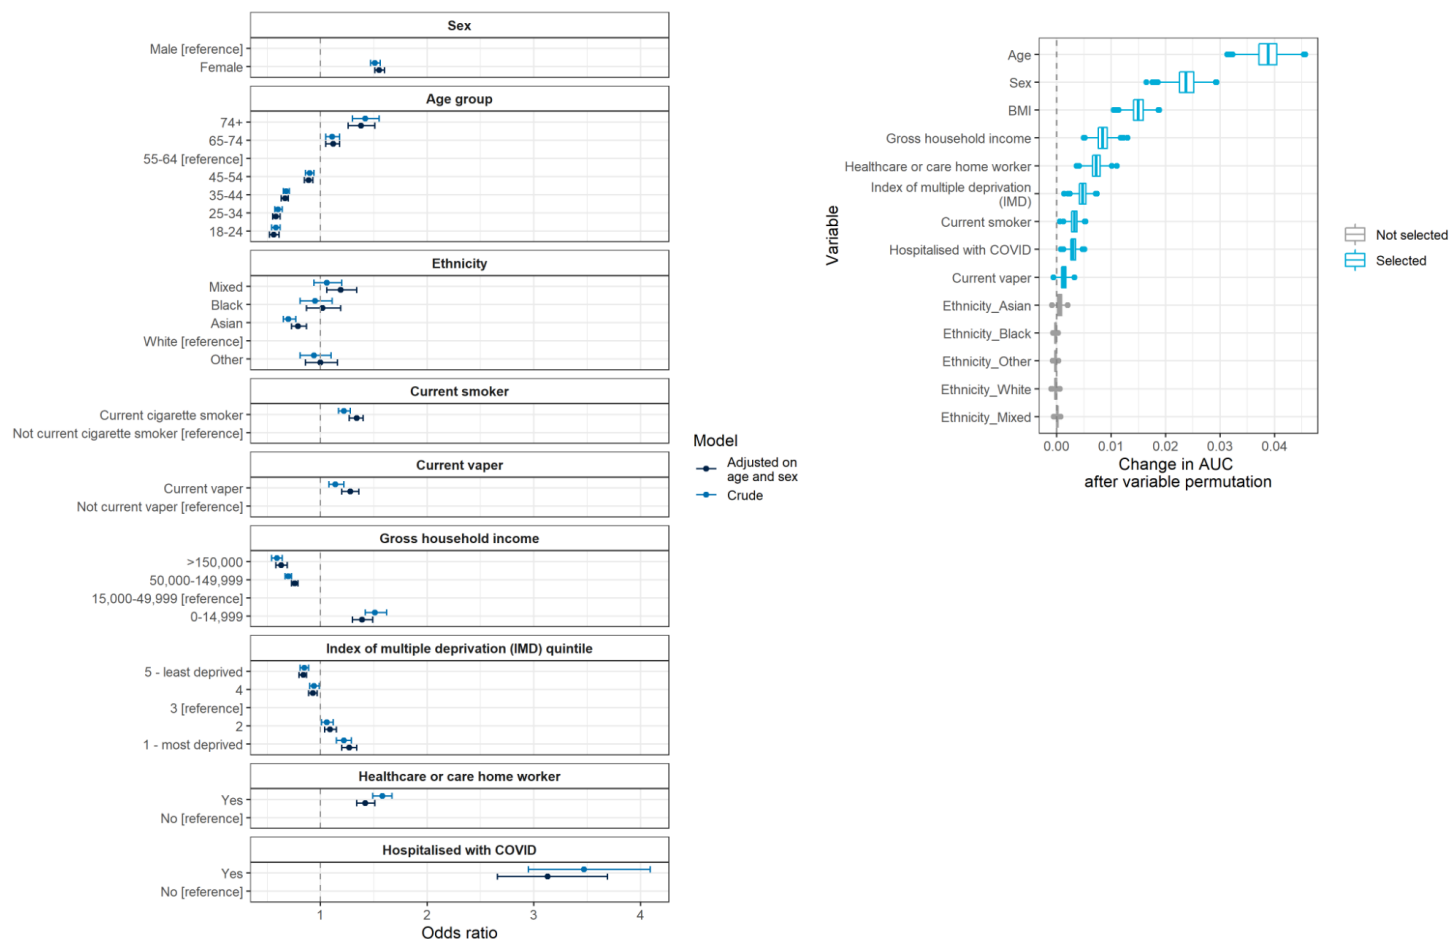 Sex
Male [reference]
Female
Age group
74+
65-74
55-64 [reference]
45-54
35-44
25-34
18-24
Ethnicity
Mixed
Black
Asian
White [reference]
Other
Current smoker
Current cigarette smoker
Not current cigarette smoker [reference]
Current vaper
Current vaper
Not current vaper [reference]
Gross household income
>150,000
50,000-149,999
15,000-49,999 [reference]
0-14,999
Index of multiple deprivation (IMD) quintile
5 - least deprived
4
3 [reference]
2
1 - most deprived
Healthcare or care home worker
Yes
No [reference]
Hospitalised with COVID
Yes
No [reference]
1 2 3 4
Odds ratio
Model
Adjusted on
age and sex
Crude
Variable
Age
Sex
BMI
Gross household income
Healthcare or care home worker
Index of multiple deprivation
(IMD)
Current smoker
Hospitalised with COVID
Current vaper
Ethnicity_Asian
Ethnicity_Black
Ethnicity_Other
Ethnicity_White
Ethnicity_Mixed
0.00 0.01 0.02 0.03 0.04
Change in AUC
after variable permutation
Not selected
Selected